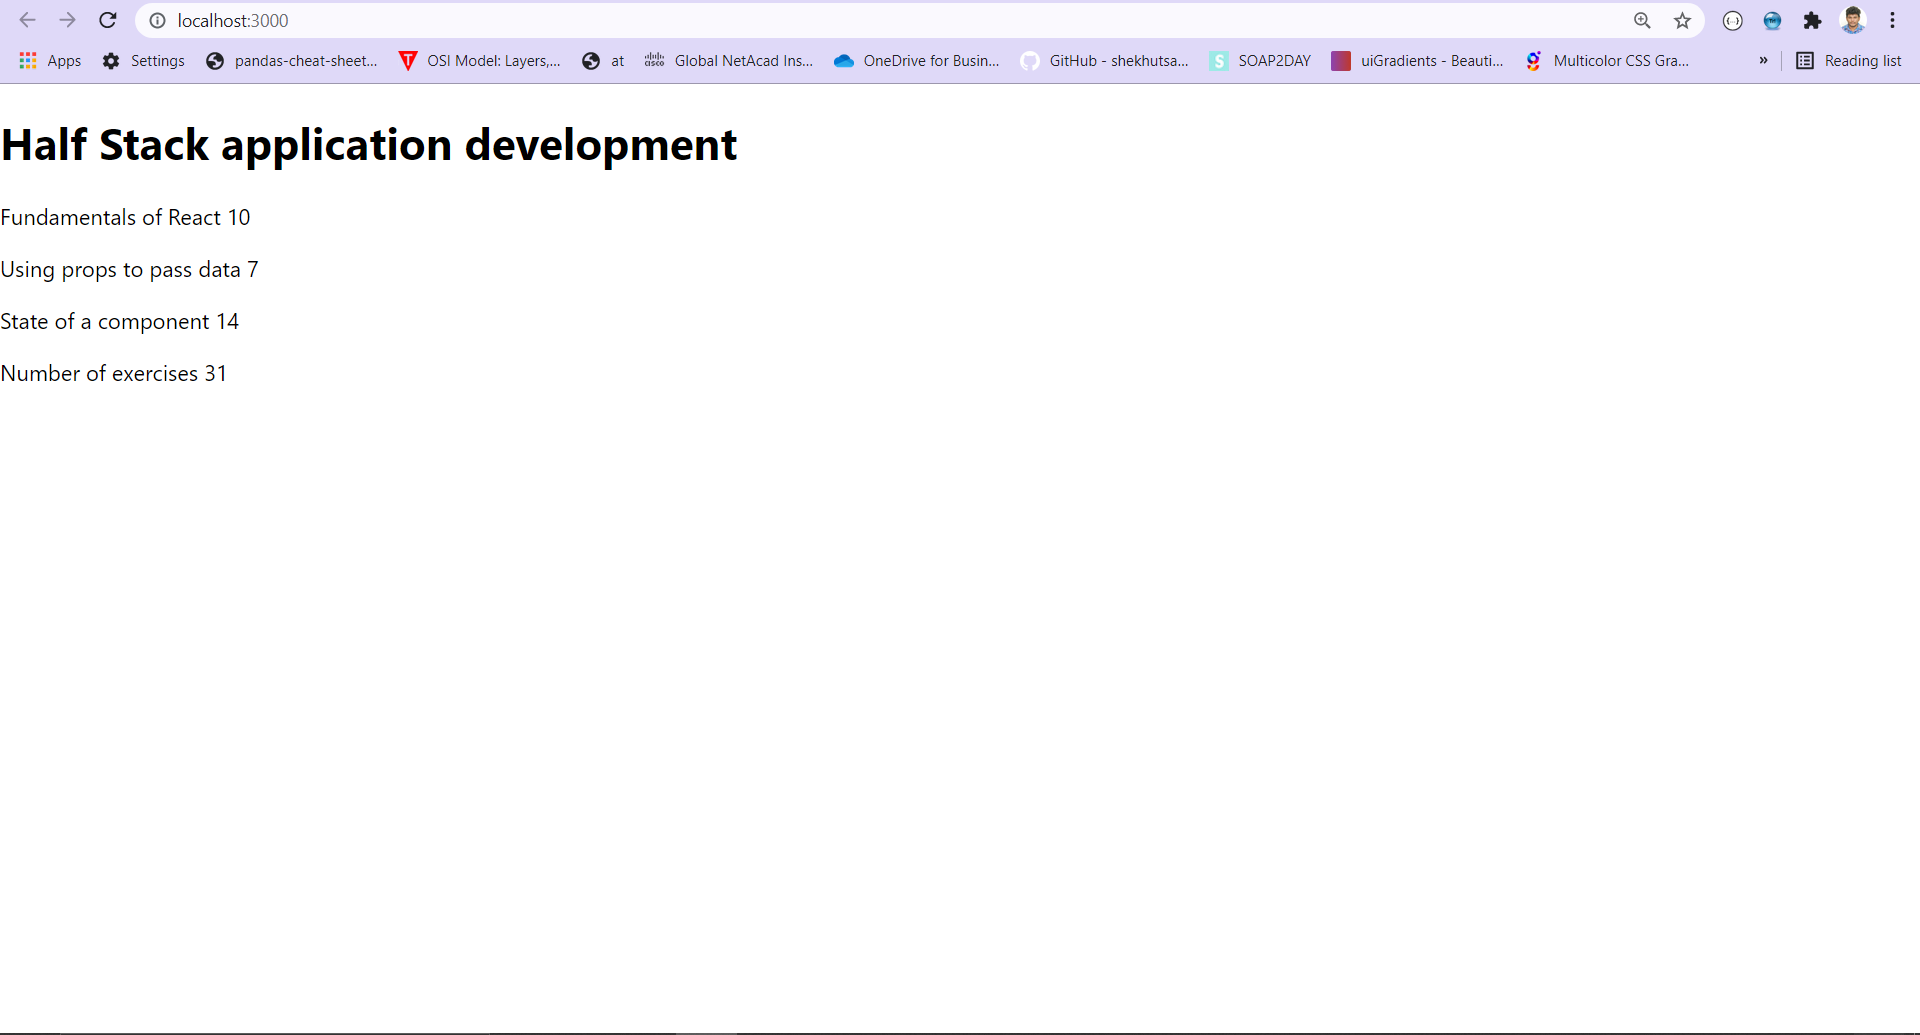 localhost:3000
Apps Settings pandas-cheat-sheet... T OSI Model: Layers,... at cisco Global NetAcad Ins... OneDrive for Busin... GitHub - shekhutsa... S SOAP2DAY uiGradients - Beauti... Multicolor CSS Gra... » Reading list
Half Stack application development
Fundamentals of React 10
Using props to pass data 7
State of a component 14
Number of exercises 31